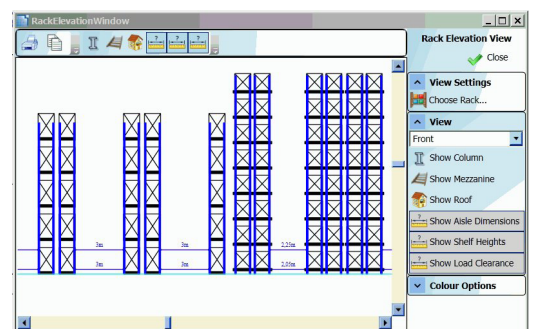 RackElevationWindow
Rack Elevation View
Close
View Settings
Choose Rack...
View
Front
Show Column
Show Mezzanine
Show Roof
Show Aisle Dimensions
Show Shelf Heights
Show Load Clearance
Colour Options
3m 3m 2,25m
3m 3m 2,05m